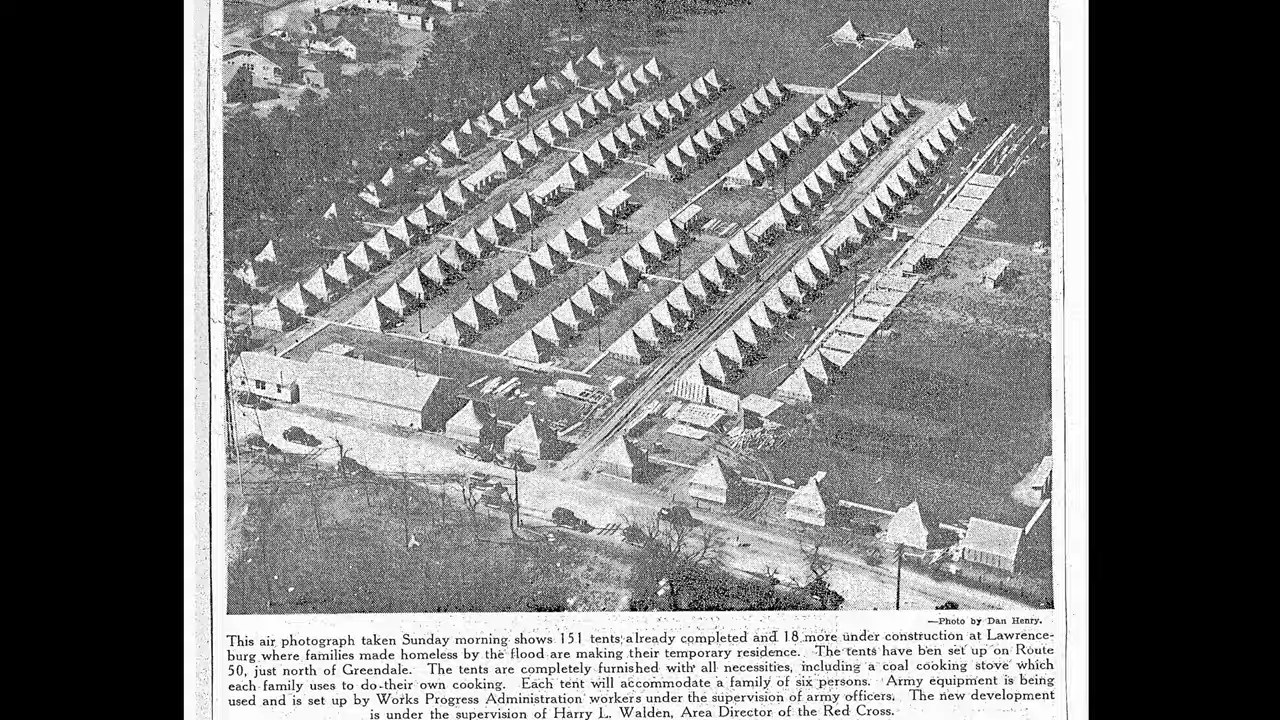 —Photo by Dan Henry.
This air photograph taken Sunday morning shows 151 tents already completed and 18 more under construction at Lawrence-
burg where families made homeless by the flood are making their temporary residence. The tents have ben set up on Route
50, just north of Greendale. The tents are completely furnished with all necessities, including a coal cooking stove which
each family uses to do their own cooking. Each tent will accommodate a family of six persons. Army equipment is being
used and is set up by Works Progress Administration workers under the supervision of army officers. The new development
is under the supervision of Harry L. Walden, Area Director of the Red Cross.